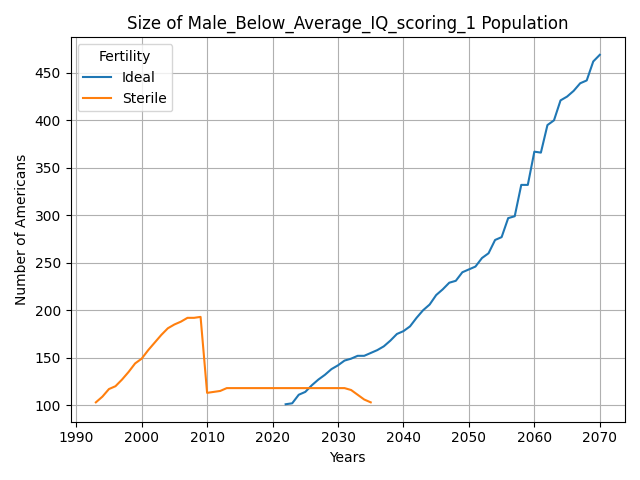 Size of Male_Below_Average_IQ_scoring_1 Population
Fertility
Ideal
Sterile
Number of Americans
450
400
350
300
250
200
150
100
1990 2000 2010 2020 2030 2040 2050 2060 2070
Years